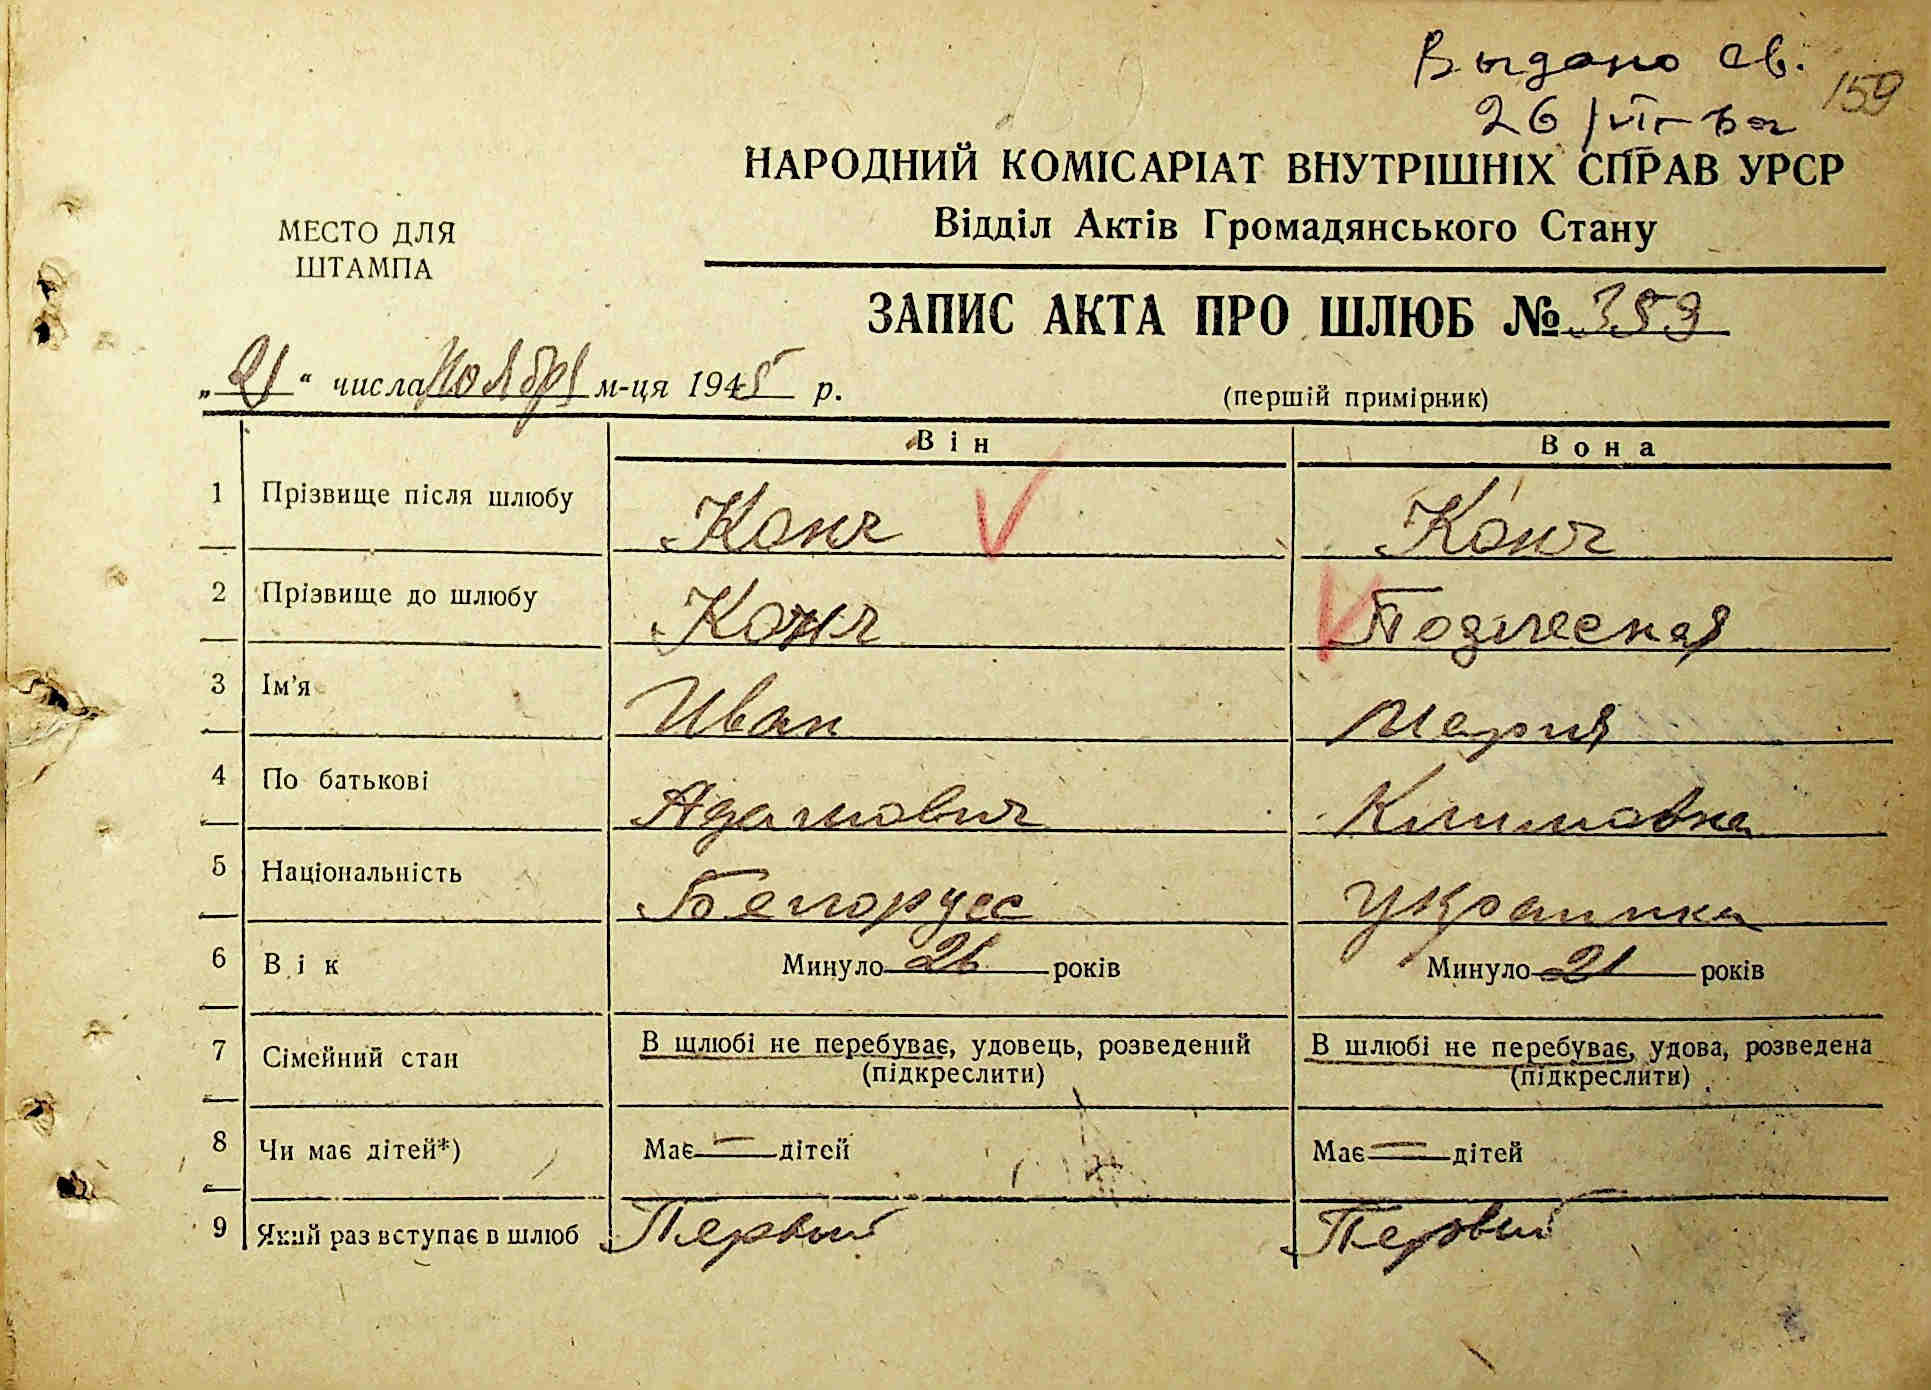 Выдано св.
159
26/VI
НАРОДНИЙ КОМІСАРІАТ ВНУТРІШНІХ СПРАВ УРСР
Відділ Актів Громадянського Стану
МЕСТО ДЛЯ
ШТАМПА
ЗАПИС АКТА ПРО ШЛЮБ № 359
„21“ числа Ноября м-ця 1945 р.
(першій примірник)
Він Вона
1 Прізвище після шлюбу Конч Конч
2 Прізвище до шлюбу Конч Подлесная
3 Ім'я Иван Мария
4 По батькові Адамович Климовна
5 Національність Белорусс Украинка
6 Вік Минуло 26 років Минуло 21 років
7 Сімейний стан В шлюбі не перебуває, удовець, розведений В шлюбі не перебуває, удова, розведена
(підкреслити) (підкреслити)
8 Чи має дітей*) Має — дітей Має — дітей
9 Який раз вступає в шлюб Первый Первый